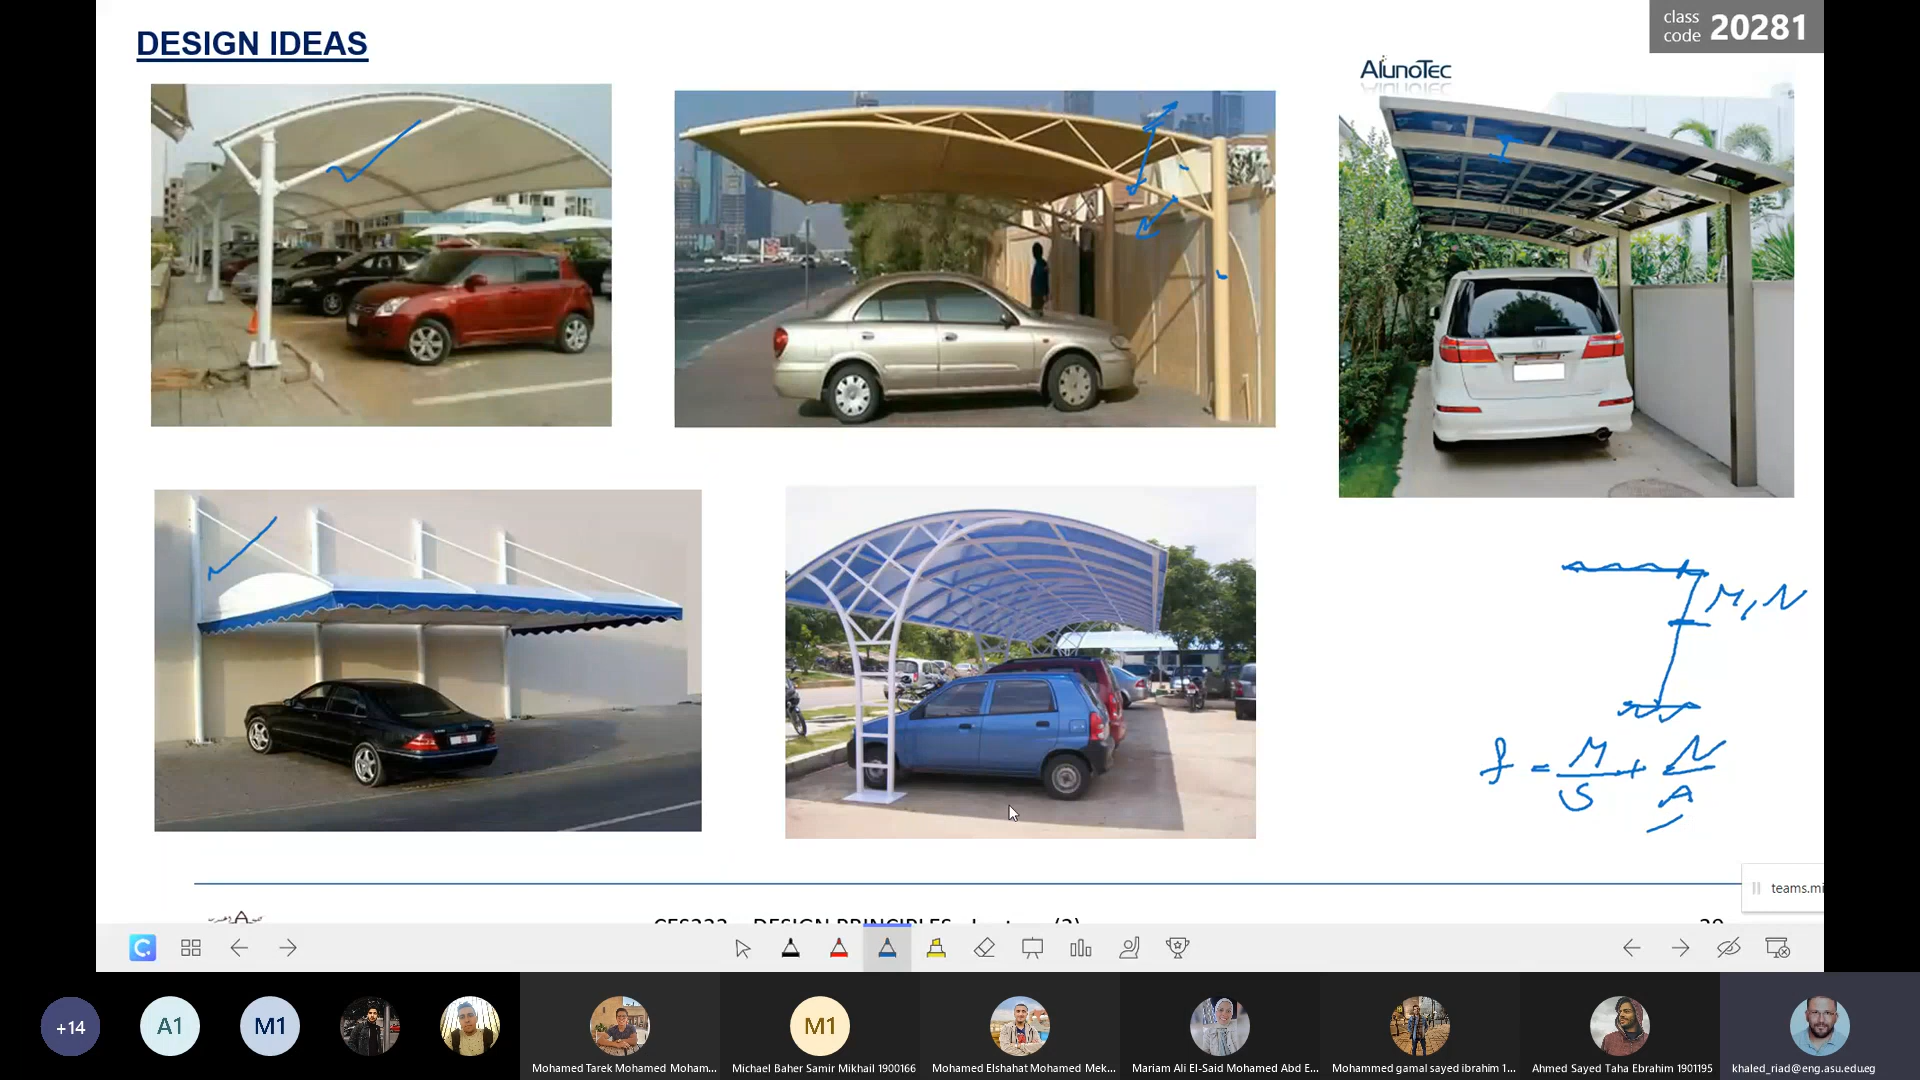 DESIGN IDEAS
class
code 20281
AlunoTec
M, N
f = M/S + N/A
teams.mi
+14
A1
M1
M1
Mohamed Tarek Mohamed Moham...
Michael Baher Samir Mikhail 1900166
Mohamed Elshahat Mohamed Mek...
Mariam Ali El-Said Mohamed Abd E...
Mohammed gamal sayed ibrahim 1...
Ahmed Sayed Taha Ebrahim 1901195
khaled_riad@eng.asu.edu.eg